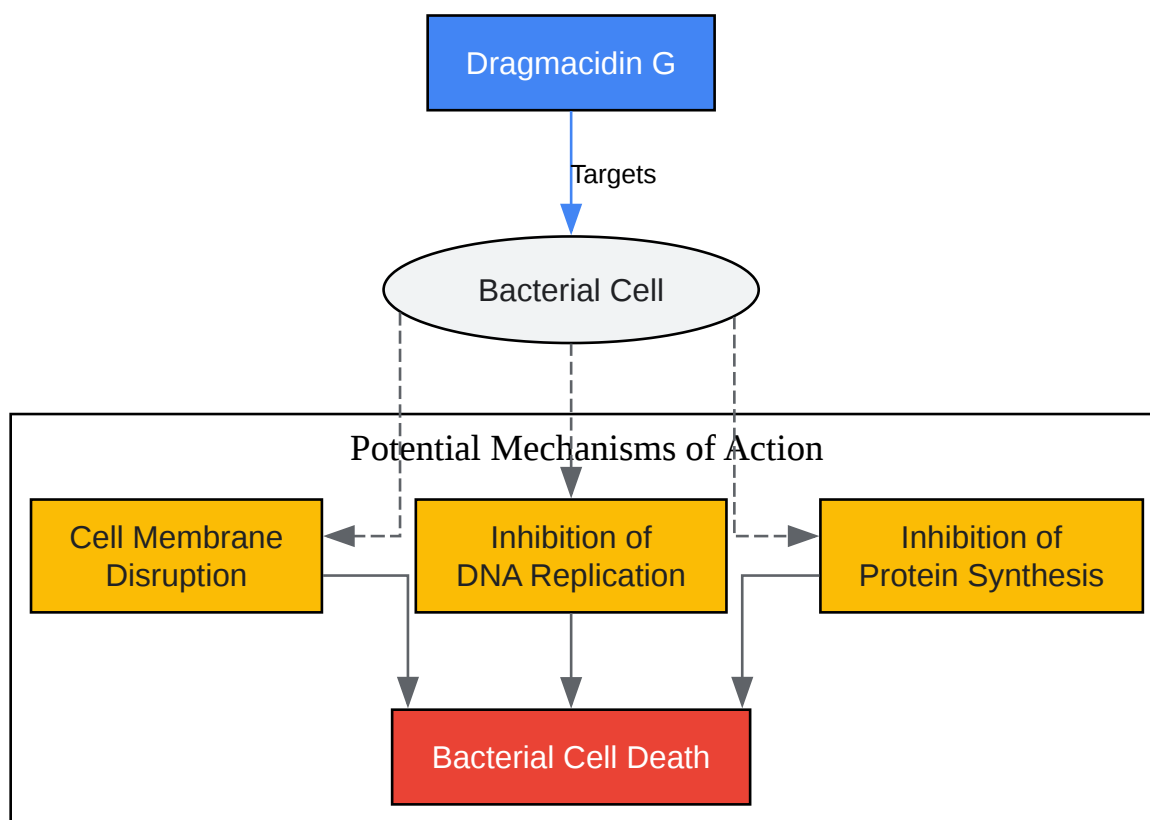 Dragmacidin G
Targets
Bacterial Cell
Potential Mechanisms of Action
Cell Membrane
Disruption
Inhibition of
DNA Replication
Inhibition of
Protein Synthesis
Bacterial Cell Death